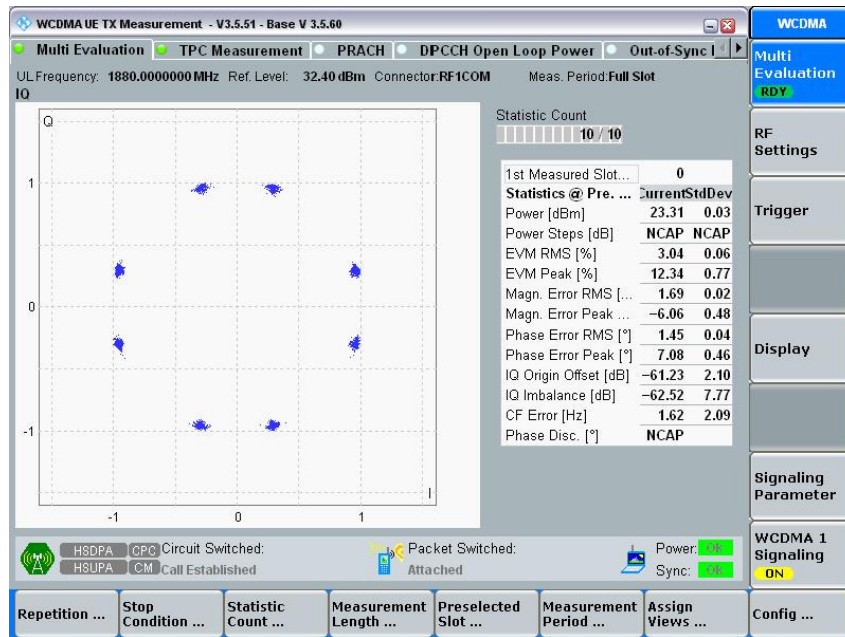 WCDMA UE TX Measurement - V3.5.51 - Base V 3.5.60
WCDMA
Multi Evaluation TPC Measurement PRACH DPCCH Open Loop Power Out-of-Sync
Multi
Evaluation
RDY
UL Frequency: 1880.0000000 MHz Ref. Level: 32.40 dBm Connector:RF1COM Meas. Period:Full Slot
IQ
Q
1
0
-1
I
-1 0 1
Statistic Count
10 / 10
1st Measured Slot... 0
Statistics @ Pre. ... CurrentStdDev
Power [dBm] 23.31 0.03
Power Steps [dB] NCAP NCAP
EVM RMS [%] 3.04 0.06
EVM Peak [%] 12.34 0.77
Magn. Error RMS [... 1.69 0.02
Magn. Error Peak ... −6.06 0.48
Phase Error RMS [°] 1.45 0.04
Phase Error Peak [°] 7.08 0.46
IQ Origin Offset [dB] −61.23 2.10
IQ Imbalance [dB] −62.52 7.77
CF Error [Hz] 1.62 2.09
Phase Disc. [°] NCAP
RF
Settings
Trigger
Display
Signaling
Parameter
WCDMA 1
Signaling
ON
HSDPA CPC Circuit Switched: Packet Switched: Power: OK
HSUPA CM Call Established Attached Sync: OK
Repetition ...
Stop
Condition ...
Statistic
Count ...
Measurement
Length ...
Preselected
Slot ...
Measurement
Period ...
Assign
Views ...
Config ...